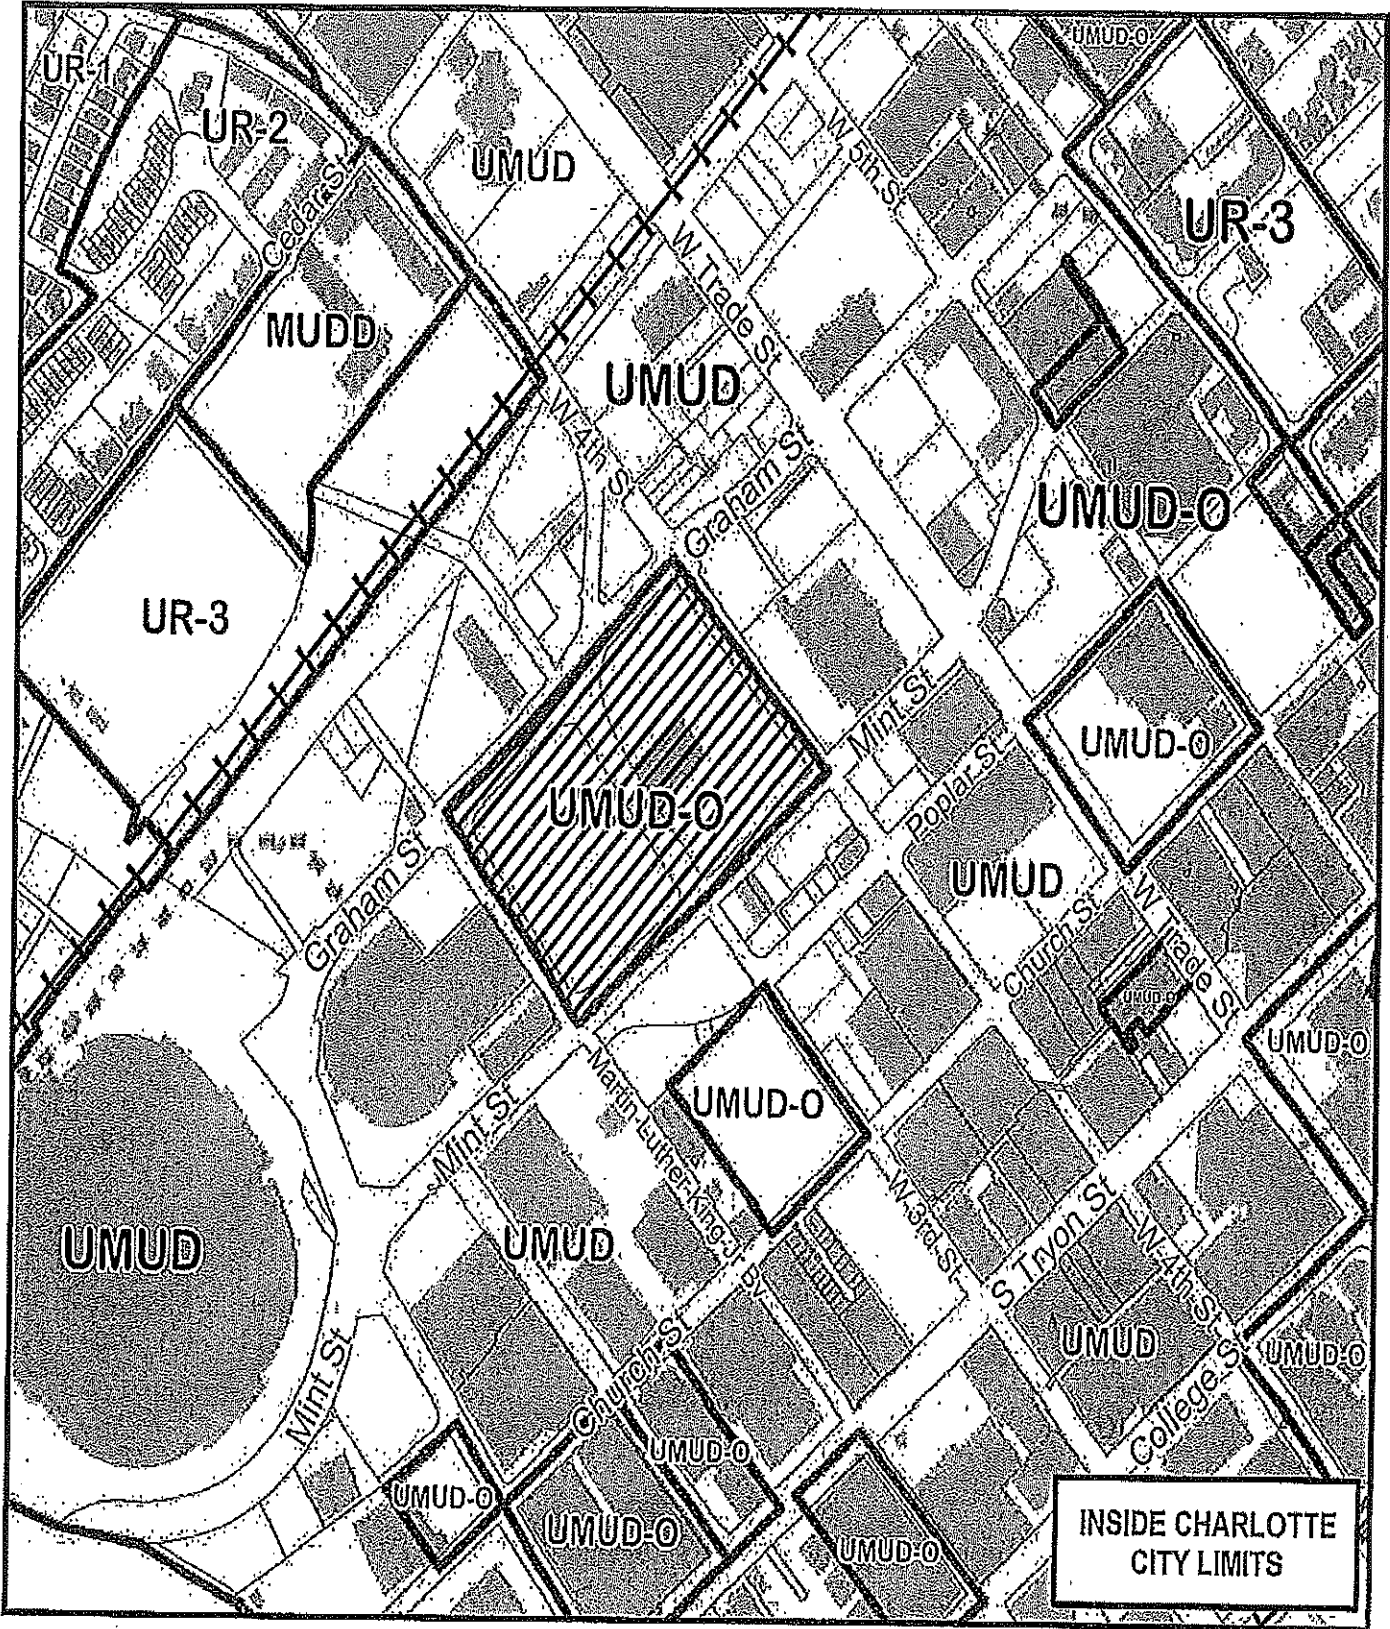 UMUD-O
UR-1
UR-2
UMUD
W 5th St
UR-3
Cedar St
W Trade St
MUDD
UMUD
W 4th St
Graham St
UMUD-O
UR-3
Mint St
UMUD-O
Poplar St
UMUD-O
Graham St
UMUD
Church St
W Trade St
UMUD-O
UMUD-O
UMUD-O
Martin Luther King Jr Bv
Mint St
W 3rd St
S Tryon St
UMUD
UMUD
W 4th St
UMUD
College St
UMUD-O
Mint St
Church St
UMUD-O
UMUD-O
UMUD-O
UMUD-O
INSIDE CHARLOTTE
CITY LIMITS